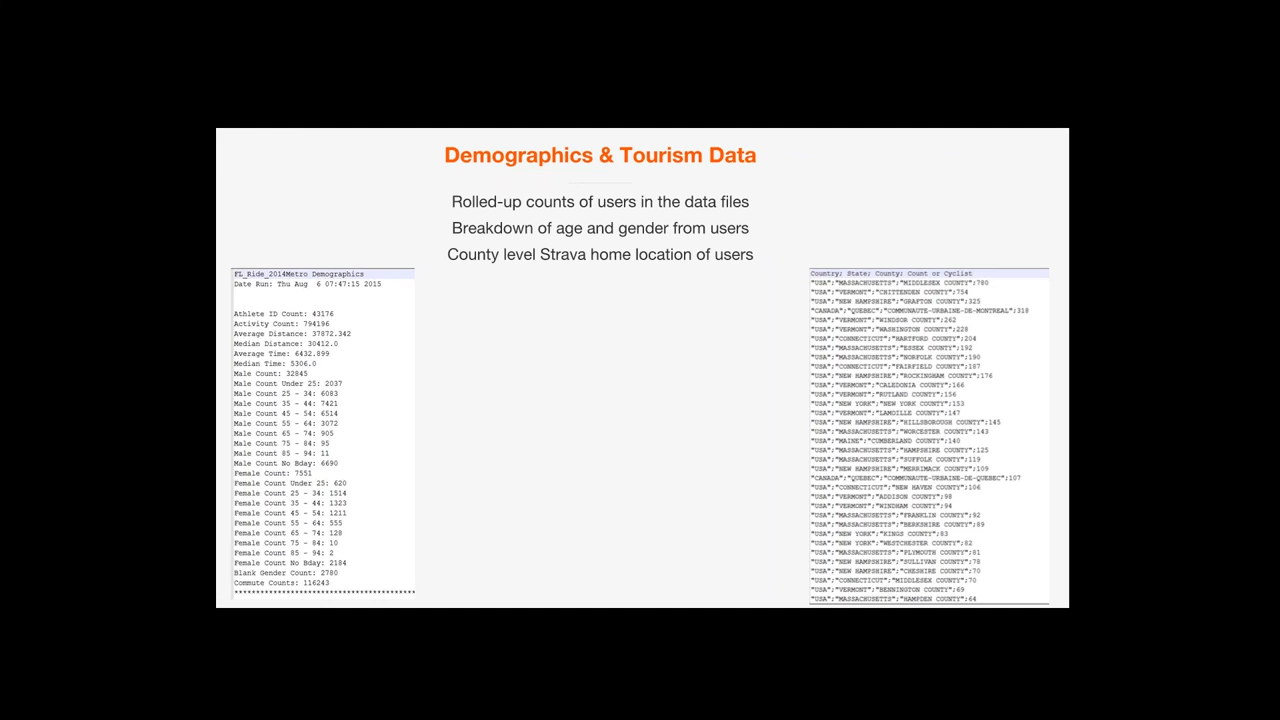 Demographics & Tourism Data
Rolled-up counts of users in the data files
Breakdown of age and gender from users
County level Strava home location of users
FL_Ride_2014Metro Demographics
Date Run: Thu Aug  6 07:47:15 2015
Athlete ID Count: 43176
Activity Count: 794196
Average Distance: 37872.342
Median Distance: 30412.0
Average Time: 6432.899
Median Time: 5306.0
Male Count: 32845
Male Count Under 25: 2037
Male Count 25 - 34: 6083
Male Count 35 - 44: 7421
Male Count 45 - 54: 6514
Male Count 55 - 64: 3072
Male Count 65 - 74: 905
Male Count 75 - 84: 95
Male Count 85 - 94: 11
Male Count No Bday: 6690
Female Count: 7551
Female Count Under 25: 620
Female Count 25 - 34: 1514
Female Count 35 - 44: 1323
Female Count 45 - 54: 1211
Female Count 55 - 64: 555
Female Count 65 - 74: 128
Female Count 75 - 84: 10
Female Count 85 - 94: 2
Female Count No Bday: 2184
Blank Gender Count: 2780
Commute Counts: 116243
******************************************
Country; State; County; Count or Cyclist
"USA";"MASSACHUSETTS";"MIDDLESEX COUNTY";780
"USA";"VERMONT";"CHITTENDEN COUNTY";754
"USA";"NEW HAMPSHIRE";"GRAFTON COUNTY";325
"CANADA";"QUEBEC";"COMMUNAUTE-URBAINE-DE-MONTREAL";318
"USA";"VERMONT";"WINDSOR COUNTY";262
"USA";"VERMONT";"WASHINGTON COUNTY";228
"USA";"CONNECTICUT";"HARTFORD COUNTY";204
"USA";"MASSACHUSETTS";"ESSEX COUNTY";192
"USA";"MASSACHUSETTS";"NORFOLK COUNTY";190
"USA";"CONNECTICUT";"FAIRFIELD COUNTY";187
"USA";"NEW HAMPSHIRE";"ROCKINGHAM COUNTY";176
"USA";"VERMONT";"CALEDONIA COUNTY";166
"USA";"VERMONT";"RUTLAND COUNTY";156
"USA";"NEW YORK";"NEW YORK COUNTY";153
"USA";"VERMONT";"LAMOILLE COUNTY";147
"USA";"NEW HAMPSHIRE";"HILLSBOROUGH COUNTY";145
"USA";"MASSACHUSETTS";"WORCESTER COUNTY";143
"USA";"MAINE";"CUMBERLAND COUNTY";140
"USA";"MASSACHUSETTS";"HAMPSHIRE COUNTY";125
"USA";"MASSACHUSETTS";"SUFFOLK COUNTY";119
"USA";"NEW HAMPSHIRE";"MERRIMACK COUNTY";109
"CANADA";"QUEBEC";"COMMUNAUTE-URBAINE-DE-QUEBEC";107
"USA";"CONNECTICUT";"NEW HAVEN COUNTY";106
"USA";"VERMONT";"ADDISON COUNTY";98
"USA";"VERMONT";"WINDHAM COUNTY";94
"USA";"MASSACHUSETTS";"FRANKLIN COUNTY";92
"USA";"MASSACHUSETTS";"BERKSHIRE COUNTY";89
"USA";"NEW YORK";"KINGS COUNTY";83
"USA";"NEW YORK";"WESTCHESTER COUNTY";82
"USA";"MASSACHUSETTS";"PLYMOUTH COUNTY";81
"USA";"NEW HAMPSHIRE";"SULLIVAN COUNTY";78
"USA";"NEW HAMPSHIRE";"CHESHIRE COUNTY";70
"USA";"CONNECTICUT";"MIDDLESEX COUNTY";70
"USA";"VERMONT";"BENNINGTON COUNTY";69
"USA";"MASSACHUSETTS";"HAMPDEN COUNTY";64